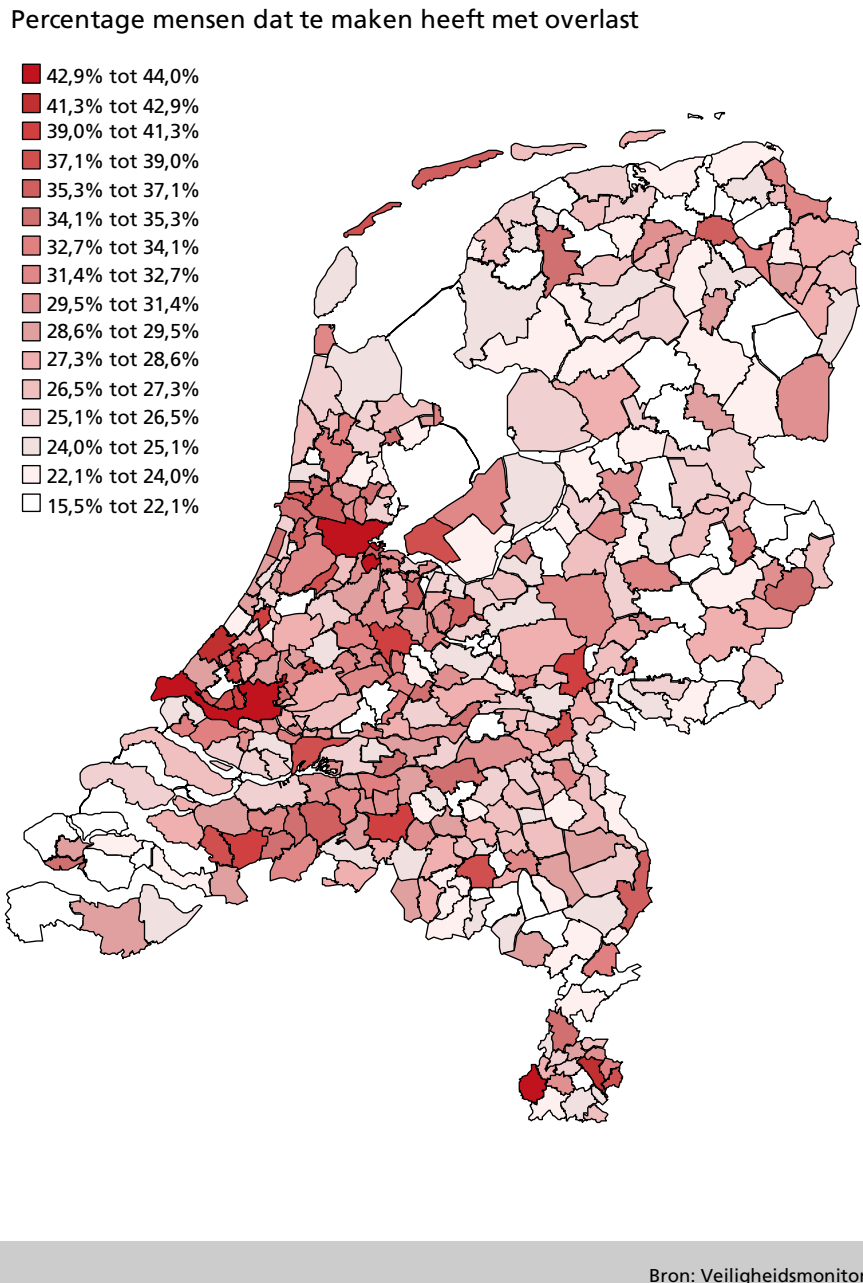 Percentage mensen dat te maken heeft met overlast
42,9% tot 44,0%
41,3% tot 42,9%
39,0% tot 41,3%
37,1% tot 39,0%
35,3% tot 37,1%
34,1% tot 35,3%
32,7% tot 34,1%
31,4% tot 32,7%
29,5% tot 31,4%
28,6% tot 29,5%
27,3% tot 28,6%
26,5% tot 27,3%
25,1% tot 26,5%
24,0% tot 25,1%
22,1% tot 24,0%
15,5% tot 22,1%
Bron: Veiligheidsmonitor